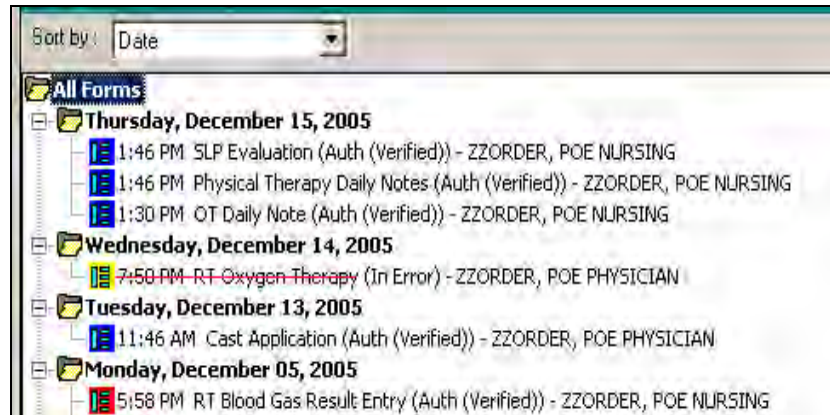 Sort by : Date
All Forms
Thursday, December 15, 2005
1:46 PM SLP Evaluation (Auth (Verified)) - ZZORDER, POE NURSING
1:46 PM Physical Therapy Daily Notes (Auth (Verified)) - ZZORDER, POE NURSING
1:30 PM OT Daily Note (Auth (Verified)) - ZZORDER, POE NURSING
Wednesday, December 14, 2005
7:58 PM RT Oxygen Therapy (In Error) - ZZORDER, POE PHYSICIAN
Tuesday, December 13, 2005
11:46 AM Cast Application (Auth (Verified)) - ZZORDER, POE PHYSICIAN
Monday, December 05, 2005
5:58 PM RT Blood Gas Result Entry (Auth (Verified)) - ZZORDER, POE NURSING